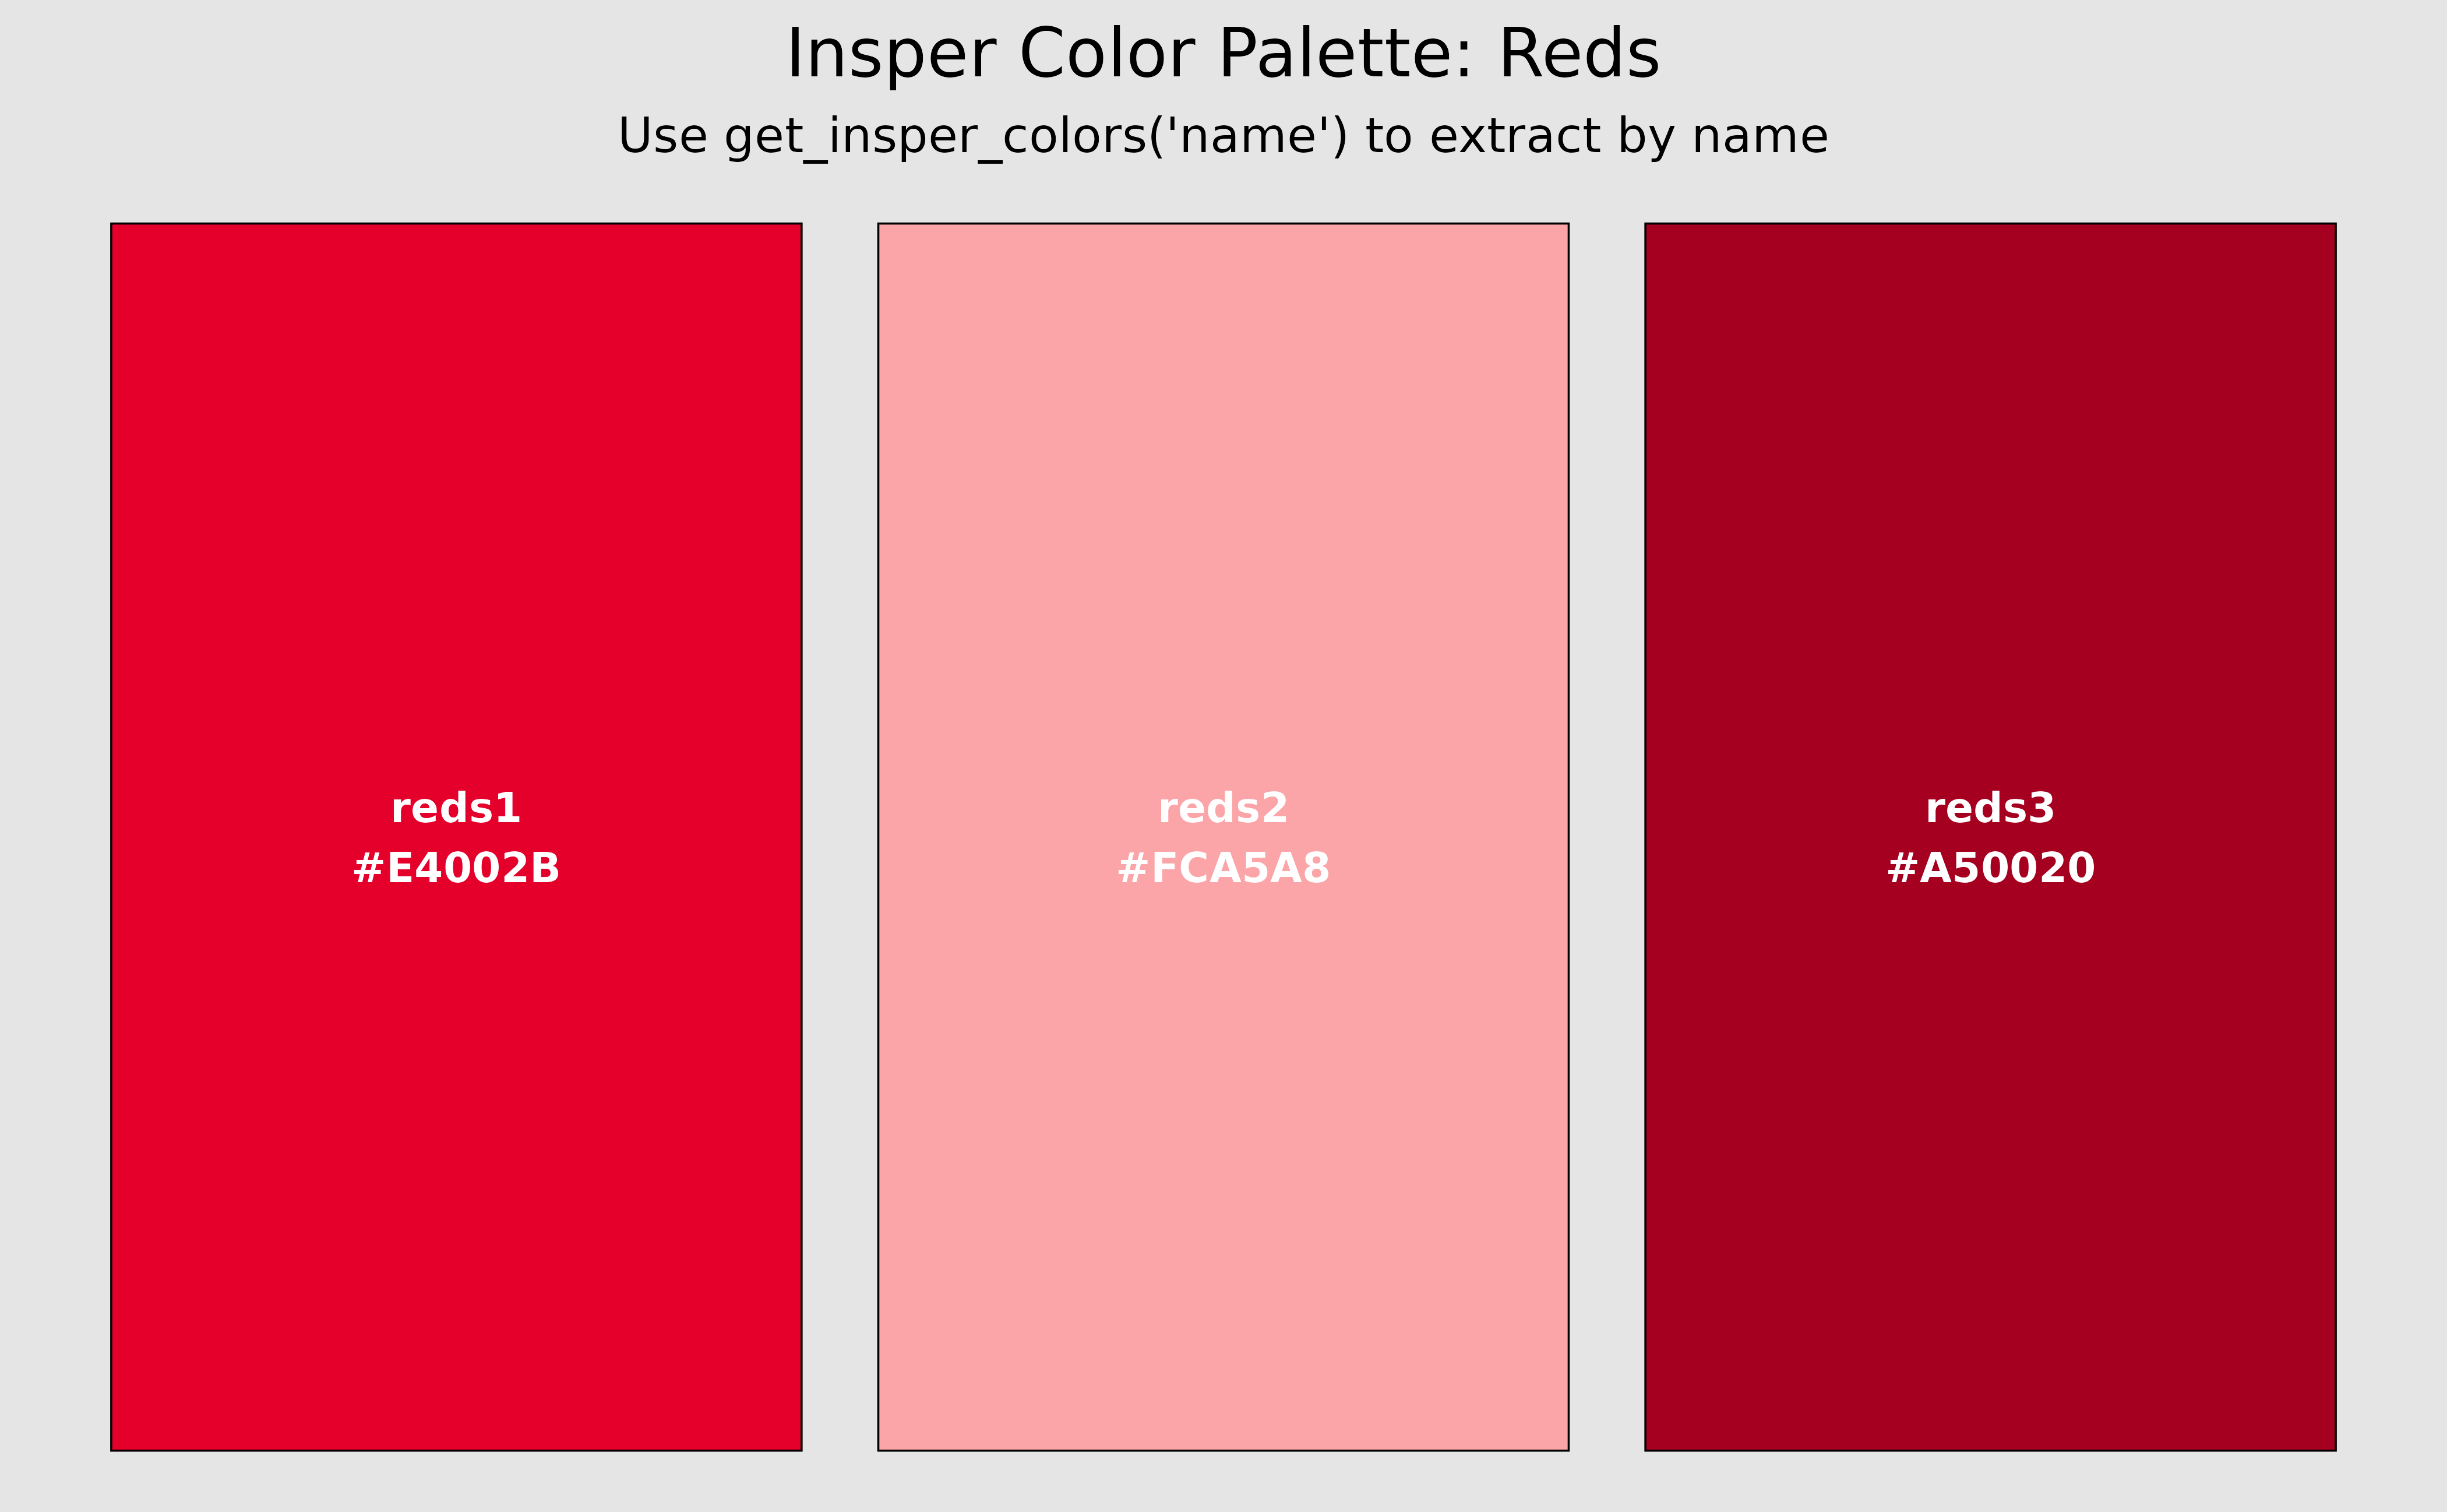 Insper Color Palette: Reds
Use get_insper_colors('name') to extract by name
reds1
#E4002B
reds2
#FCA5A8
reds3
#A50020